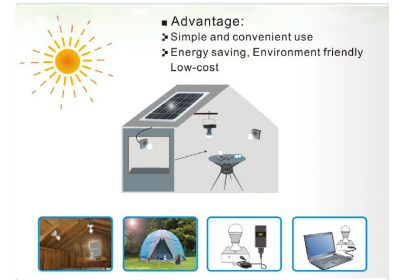 ■ Advantage:
Simple and convenient use
Energy saving, Environment friendly
Low-cost